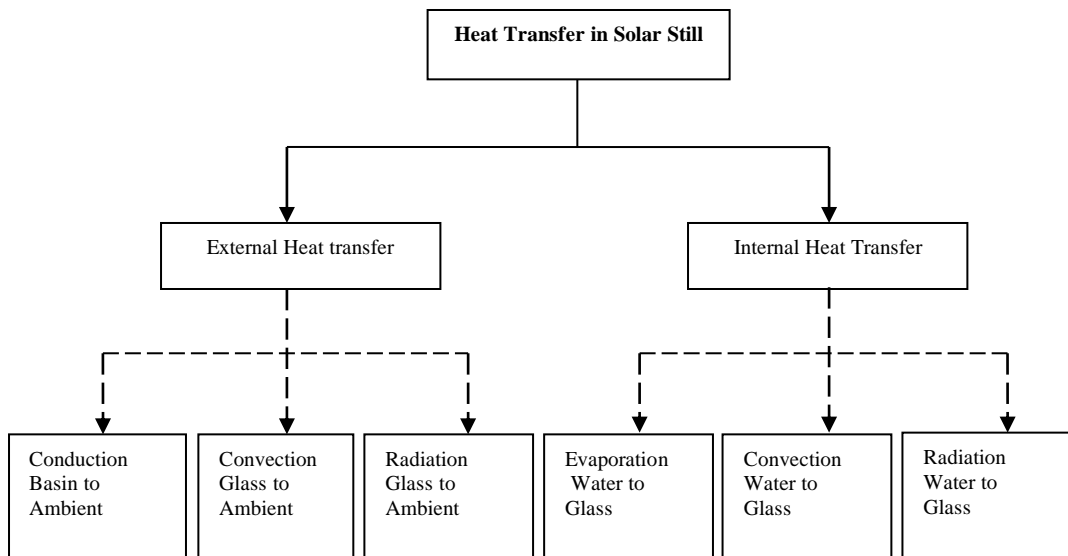 Heat Transfer in Solar Still
External Heat transfer
Internal Heat Transfer
Conduction
Basin to
Ambient
Convection
Glass to
Ambient
Radiation
Glass to
Ambient
Evaporation
Water to
Glass
Convection
Water to
Glass
Radiation
Water to
Glass